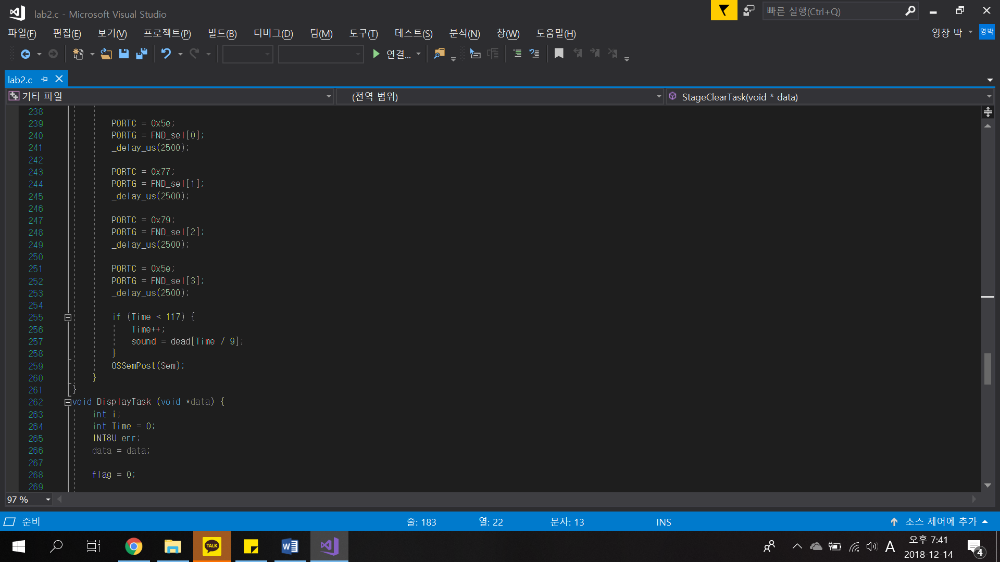 lab2.c - Microsoft Visual Studio
빠른 실행(Ctrl+Q)
파일(F) 편집(E) 보기(V) 프로젝트(P) 빌드(B) 디버그(D) 팀(M) 도구(T) 테스트(S) 분석(N) 창(W) 도움말(H)
영창 박
영박
연결...
lab2.c
기타 파일
(전역 범위)
StageClearTask(void * data)
238
239 PORTC = 0x5e;
240 PORTG = FND_sel[0];
241 _delay_us(2500);
242
243 PORTC = 0x77;
244 PORTG = FND_sel[1];
245 _delay_us(2500);
246
247 PORTC = 0x79;
248 PORTG = FND_sel[2];
249 _delay_us(2500);
250
251 PORTC = 0x5e;
252 PORTG = FND_sel[3];
253 _delay_us(2500);
254
255 if (Time < 117) {
256 Time++;
257 sound = dead[Time / 9];
258 }
259 OSSemPost(Sem);
260 }
261 }
262 void DisplayTask (void *data) {
263 int i;
264 int Time = 0;
265 INT8U err;
266 data = data;
267
268 flag = 0;
269
97 %
준비
줄: 183
열: 22
문자: 13
INS
소스 제어에 추가
TALK
A
오후 7:41
2018-12-14
4